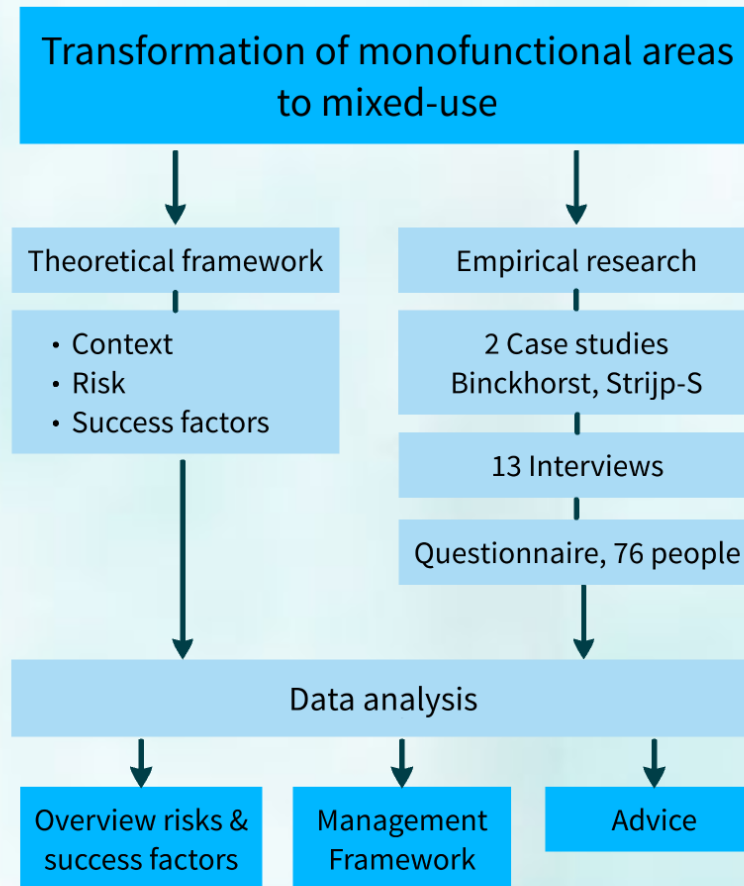 Transformation of monofunctional areas
to mixed-use
Theoretical framework
• Context
• Risk
• Success factors
Empirical research
2 Case studies
Binckhorst, Strijp-S
13 Interviews
Questionnaire, 76 people
Data analysis
Overview risks &
success factors
Management
Framework
Advice